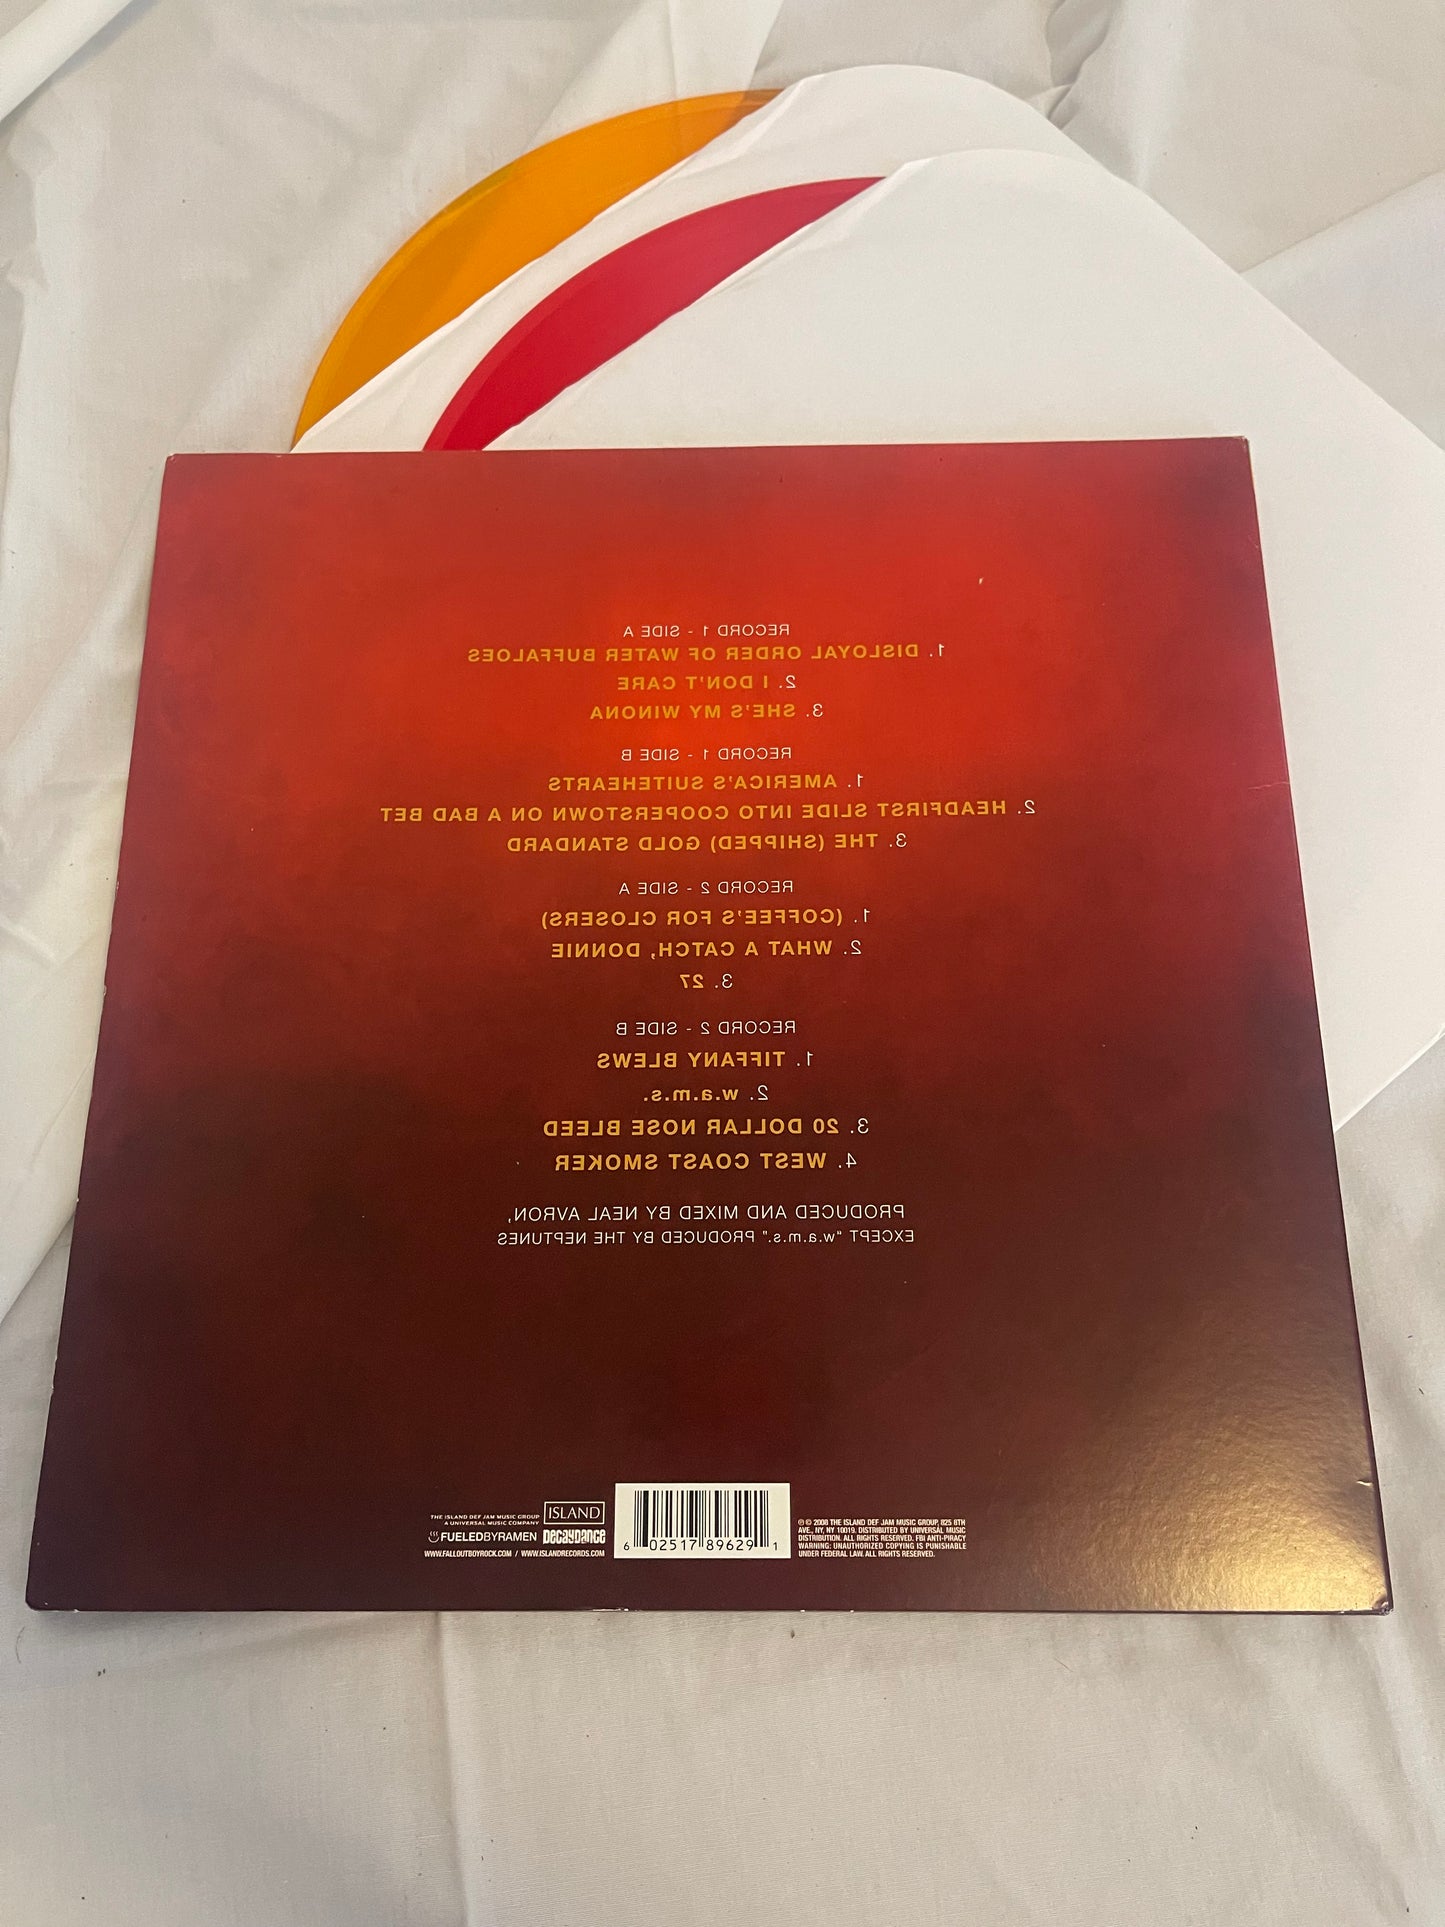 RECORD 1 - SIDE A
1. DISLOYAL ORDER OF WATER BUFFALOES
2. I DON'T CARE
3. SHE'S MY WINONA
RECORD 1 - SIDE B
1. AMERICA'S SUITEHEARTS
2. HEADFIRST SLIDE INTO COOPERSTOWN ON A BAD BET
3. THE (SHIPPED) GOLD STANDARD
RECORD 2 - SIDE A
1. (COFFEE'S FOR CLOSERS)
2. WHAT A CATCH, DONNIE
3. 27
RECORD 2 - SIDE B
1. TIFFANY BLEWS
2. w.a.m.s.
3. 20 DOLLAR NOSE BLEED
4. WEST COAST SMOKER
PRODUCED AND MIXED BY NEAL AVRON,
EXCEPT "w.a.m.s." PRODUCED BY THE NEPTUNES
THE ISLAND DEF JAM MUSIC GROUP
A UNIVERSAL MUSIC COMPANY
ISLAND
FUELEDBYRAMEN DECAYDANCE
WWW.FALLOUTBOYROCK.COM / WWW.ISLANDRECORDS.COM
6 02517 89629 1
℗ © 2008 THE ISLAND DEF JAM MUSIC GROUP, 825 8TH
AVE., NY, NY 10019. DISTRIBUTED BY UNIVERSAL MUSIC
DISTRIBUTION. ALL RIGHTS RESERVED. FBI ANTI-PIRACY
WARNING: UNAUTHORIZED COPYING IS PUNISHABLE
UNDER FEDERAL LAW. ALL RIGHTS RESERVED.